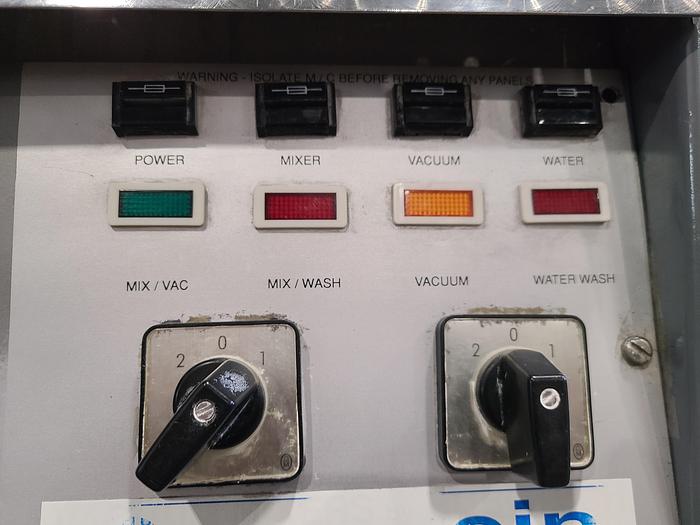 WARNING - ISOLATE M/C BEFORE REMOVING ANY PANELS
POWER MIXER VACUUM WATER
MIX / VAC MIX / WASH VACUUM WATER WASH
2 0 1 2 0 1